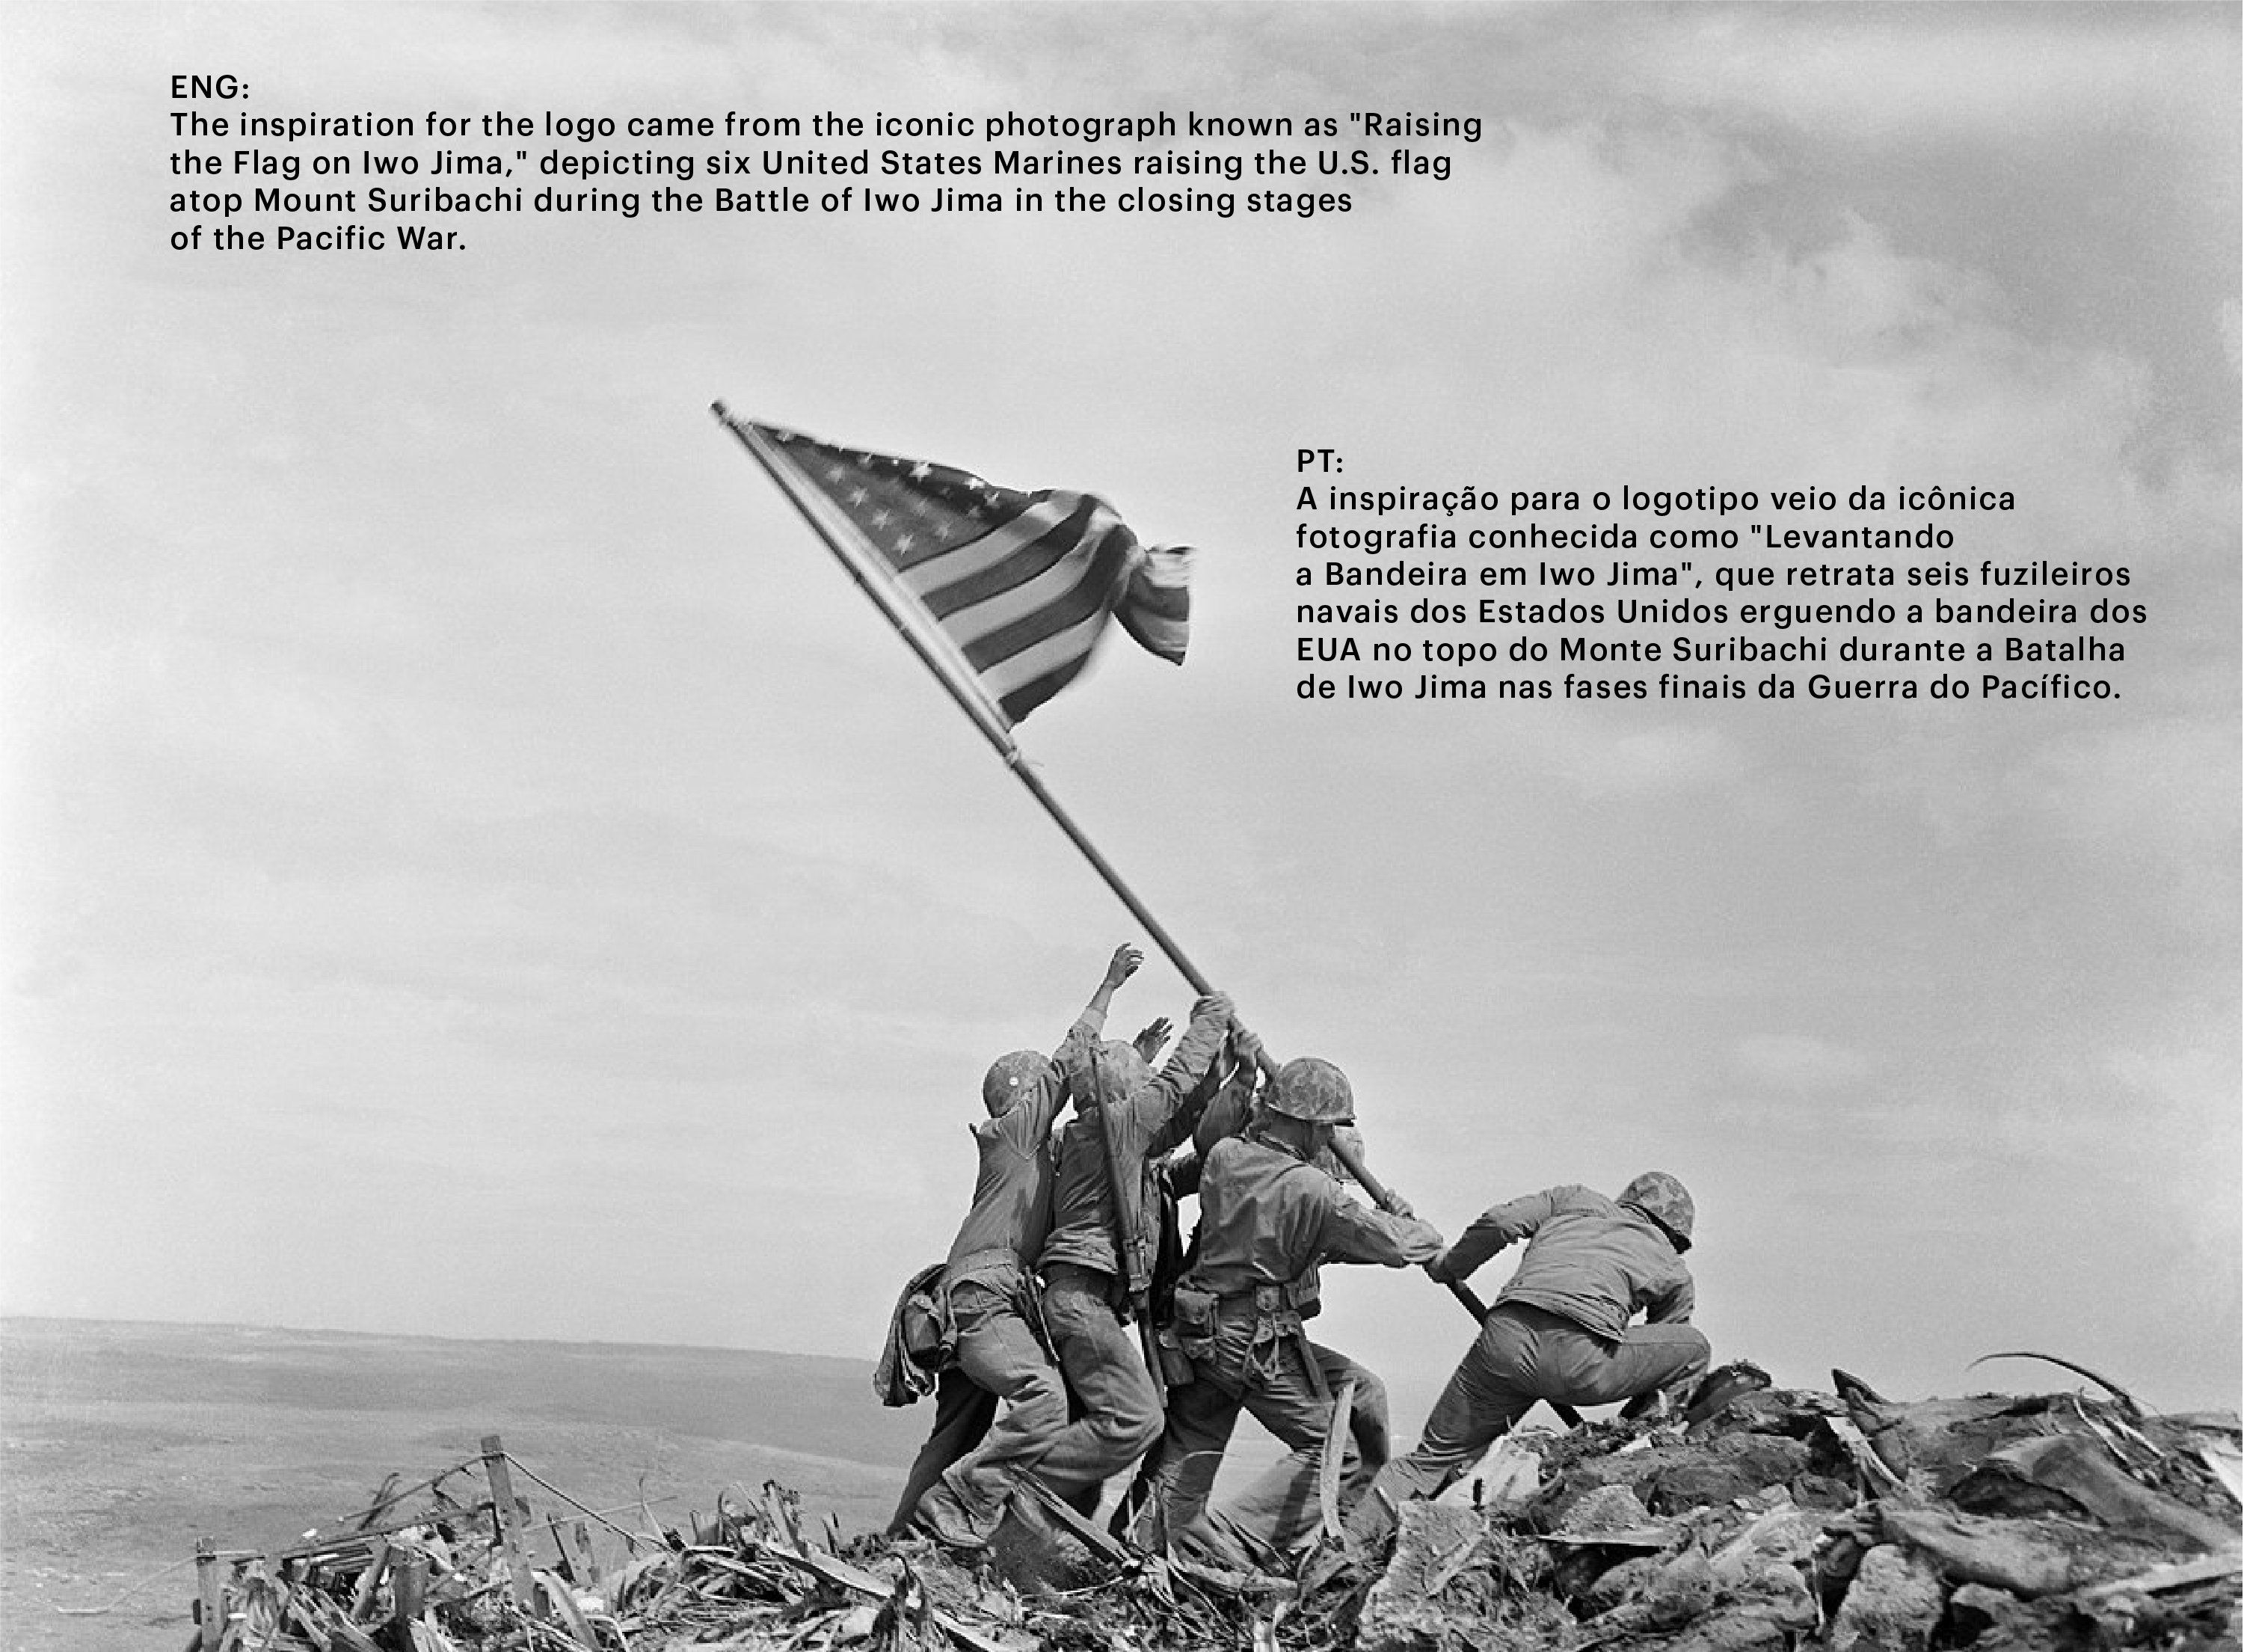 ENG:
The inspiration for the logo came from the iconic photograph known as "Raising
the Flag on Iwo Jima," depicting six United States Marines raising the U.S. flag
atop Mount Suribachi during the Battle of Iwo Jima in the closing stages
of the Pacific War.
PT:
A inspiração para o logotipo veio da icônica
fotografia conhecida como "Levantando
a Bandeira em Iwo Jima", que retrata seis fuzileiros
navais dos Estados Unidos erguendo a bandeira dos
EUA no topo do Monte Suribachi durante a Batalha
de Iwo Jima nas fases finais da Guerra do Pacífico.